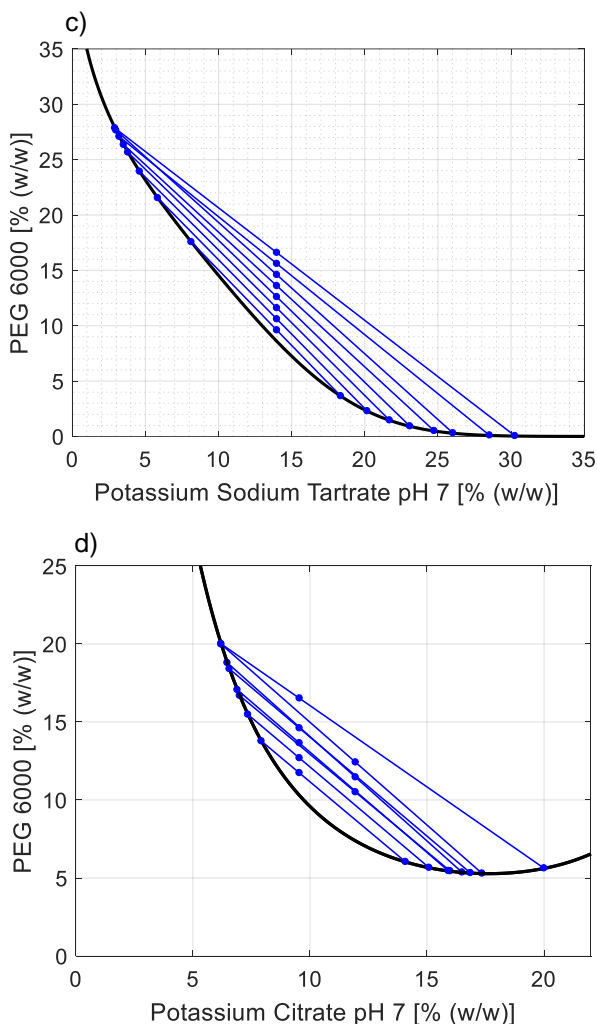 c)
35
30
25
20
15
10
5
0
PEG 6000 [% (w/w)]
0 5 10 15 20 25 30 35
Potassium Sodium Tartrate pH 7 [% (w/w)]
d)
25
20
15
10
5
0
PEG 6000 [% (w/w)]
0 5 10 15 20
Potassium Citrate pH 7 [% (w/w)]